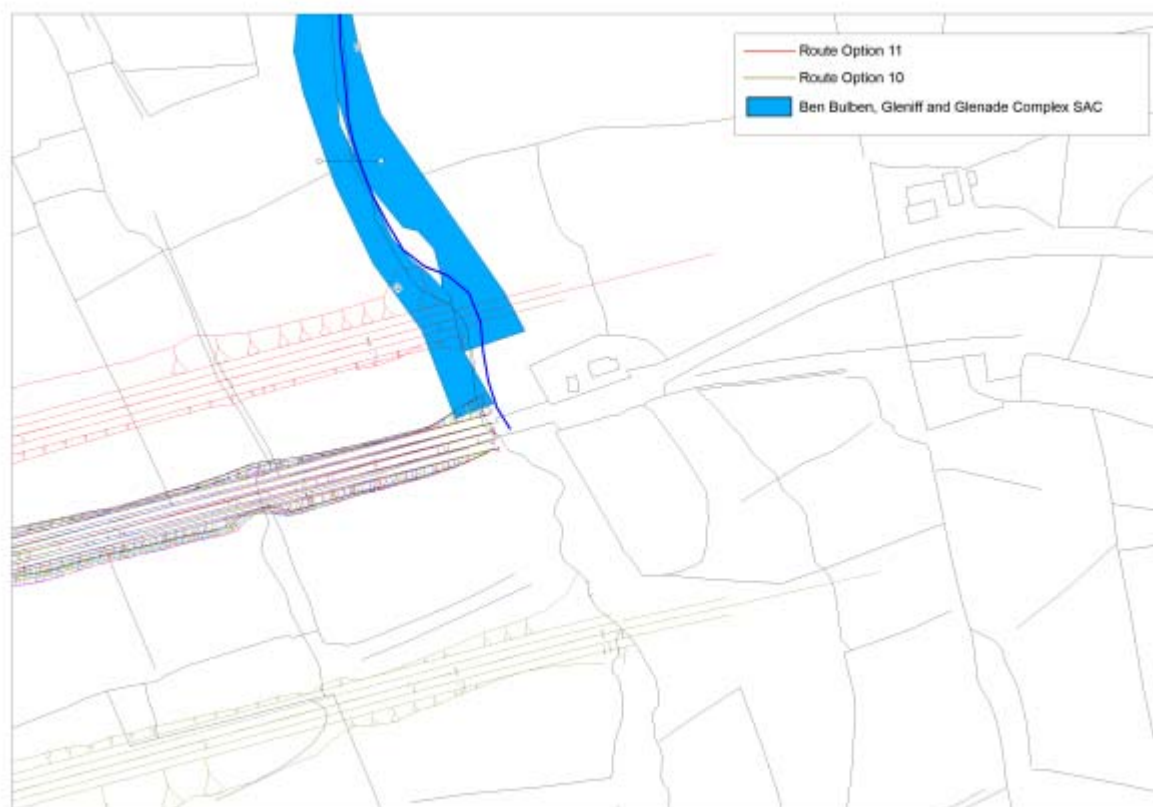 Route Option 11
Route Option 10
Ben Bulben, Gleniff and Glenade Complex SAC